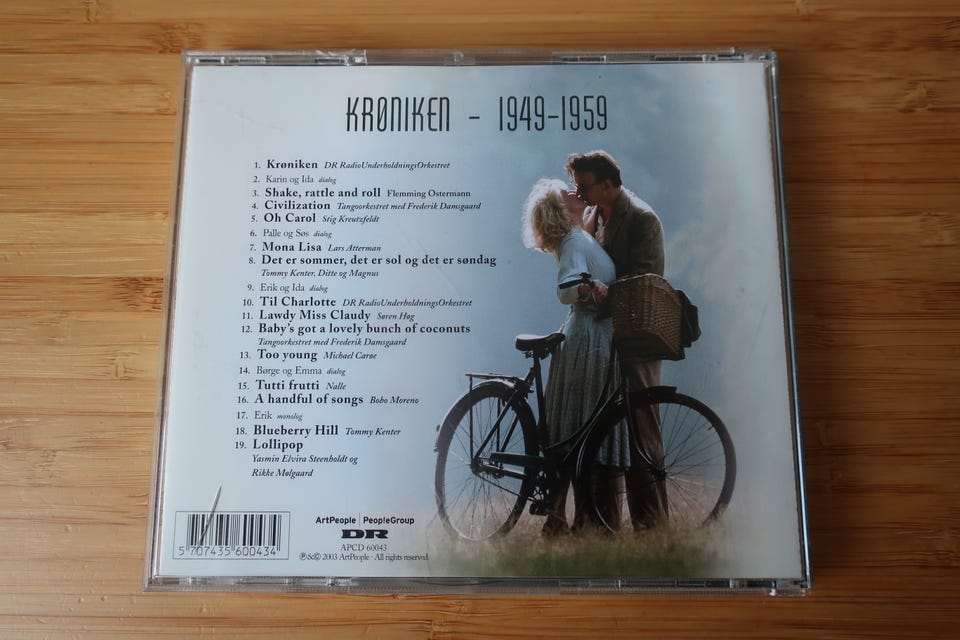 KRØNIKEN - 1949-1959
1. Krøniken DR RadioUnderholdningsOrkestret
2. Karin og Ida dialog
3. Shake, rattle and roll Flemming Ostermann
4. Civilization Tangoorkestret med Frederik Damsgaard
5. Oh Carol Stig Kreutzfeldt
6. Palle og Søs dialog
7. Mona Lisa Lars Atterman
8. Det er sommer, det er sol og det er søndag
Tommy Kenter, Ditte og Magnus
9. Erik og Ida dialog
10. Til Charlotte DR RadioUnderholdningsOrkestret
11. Lawdy Miss Claudy Søren Høg
12. Baby's got a lovely bunch of coconuts
Tangoorkestret med Frederik Damsgaard
13. Too young Michael Carøe
14. Børge og Emma dialog
15. Tutti frutti Nalle
16. A handful of songs Bobo Moreno
17. Erik monolog
18. Blueberry Hill Tommy Kenter
19. Lollipop
Yasmin Elvira Steenholdt og
Rikke Mølgaard
ArtPeople | PeopleGroup
DR
APCD 60043
℗&© 2003 ArtPeople · All rights reserved
5 707435 600434